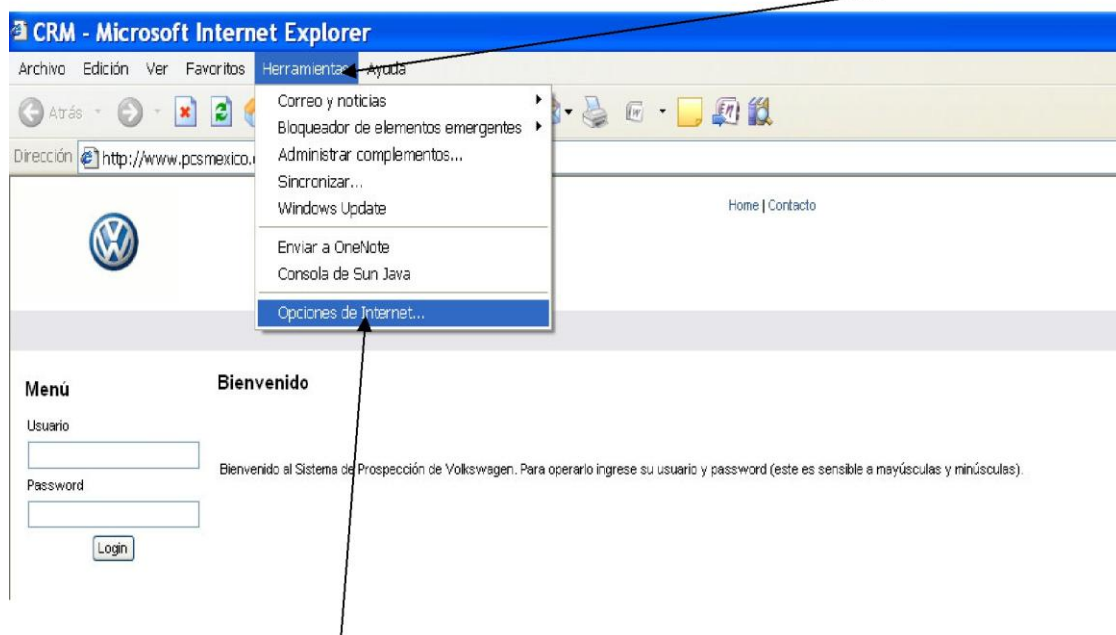 CRM - Microsoft Internet Explorer
Archivo Edición Ver Favoritos Herramientas Ayuda
Atrás
Dirección http://www.pcsmexico.
Correo y noticias
Bloqueador de elementos emergentes
Administrar complementos...
Sincronizar...
Windows Update
Enviar a OneNote
Consola de Sun Java
Opciones de Internet...
Home | Contacto
Menú
Bienvenido
Usuario
Bienvenido al Sistema de Prospección de Volkswagen. Para operarlo ingrese su usuario y password (este es sensible a mayúsculas y minúsculas).
Password
Login